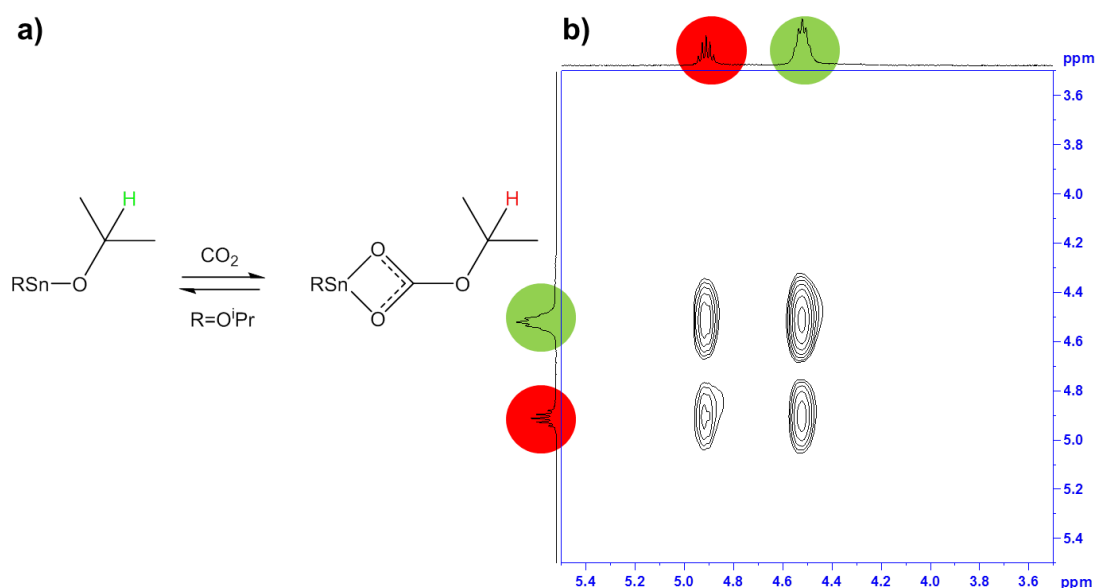 a)
b)
H
RSn
O
CO2
R=OiPr
H
RSn
O
O
O
ppm
3.6
3.8
4.0
4.2
4.4
4.6
4.8
5.0
5.2
5.4
5.4 5.2 5.0 4.8 4.6 4.4 4.2 4.0 3.8 3.6 ppm